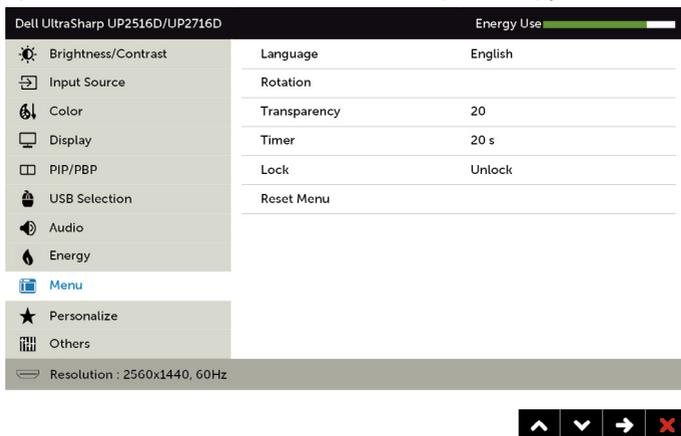 Dell UltraSharp UP2516D/UP2716D Energy Use
Brightness/Contrast Language English
Input Source Rotation
Color Transparency 20
Display Timer 20 s
PIP/PBP Lock Unlock
USB Selection Reset Menu
Audio
Energy
Menu
Personalize
Others
Resolution : 2560x1440, 60Hz